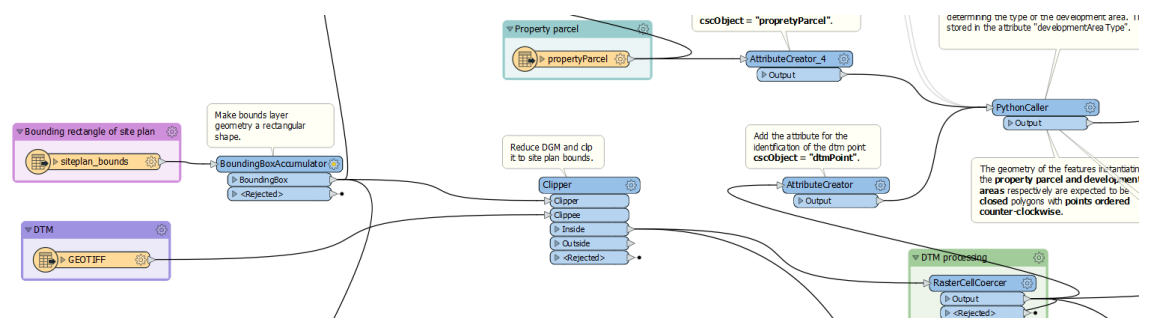 cscObject = "propretyParcel".
determining the type of the development area. T
stored in the attribute "developmentAreaType".
Property parcel
propertyParcel
AttributeCreator_4
Output
PythonCaller
Output
Make bounds layer
geometry a rectangular
shape.
Bounding rectangle of site plan
siteplan_bounds
BoundingBoxAccumulator
BoundingBox
<Rejected>
Reduce DGM and clip
it to site plan bounds.
Add the attribute for the
identification of the dtm point
cscObject = "dtmPoint".
Clipper
Clipper
Clippee
Inside
Outside
<Rejected>
AttributeCreator
Output
The geometry of the features instantiating
the property parcel and development
areas respectively are expected to be
closed polygons with points ordered
counter-clockwise.
DTM
GEOTIFF
DTM processing
RasterCellCoercer
Output
<Rejected>